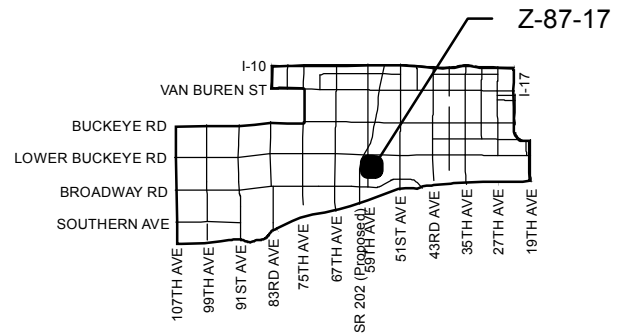 Z-87-17
I-10
I-17
VAN BUREN ST
BUCKEYE RD
LOWER BUCKEYE RD
BROADWAY RD
SOUTHERN AVE
107TH AVE
99TH AVE
91ST AVE
83RD AVE
75TH AVE
67TH AVE
SR 202 (Proposed)
59TH AVE
51ST AVE
43RD AVE
35TH AVE
27TH AVE
19TH AVE